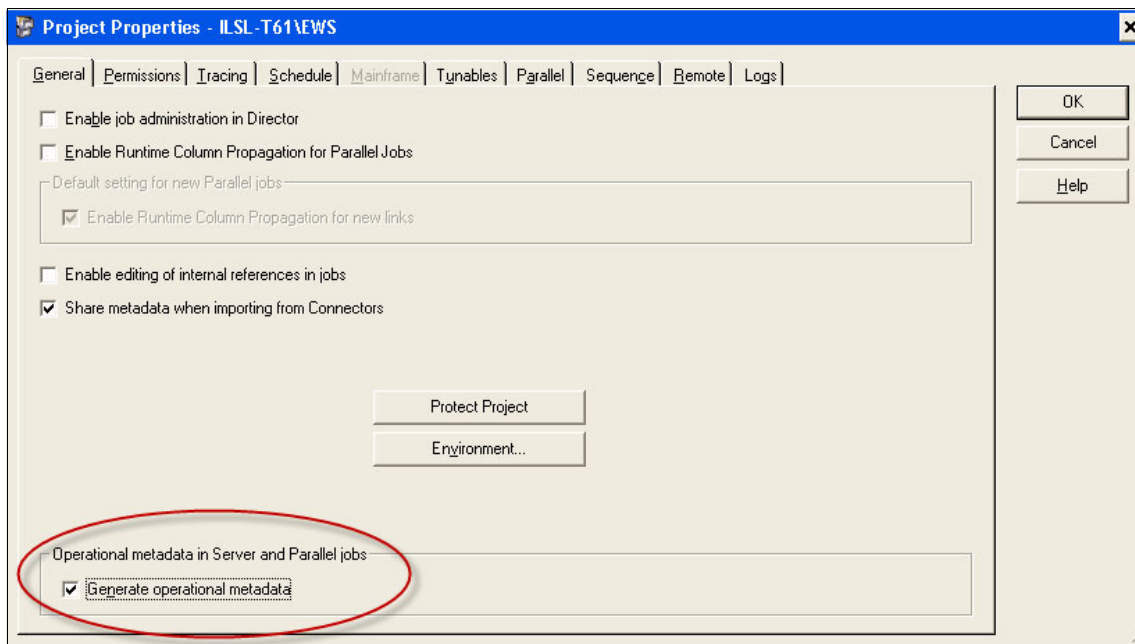 Project Properties - ILSL-T61\EWS
General Permissions Tracing Schedule Mainframe Tunables Parallel Sequence Remote Logs
OK
Cancel
Help
Enable job administration in Director
Enable Runtime Column Propagation for Parallel Jobs
Default setting for new Parallel jobs
Enable Runtime Column Propagation for new links
Enable editing of internal references in jobs
Share metadata when importing from Connectors
Protect Project
Environment...
Operational metadata in Server and Parallel jobs
Generate operational metadata